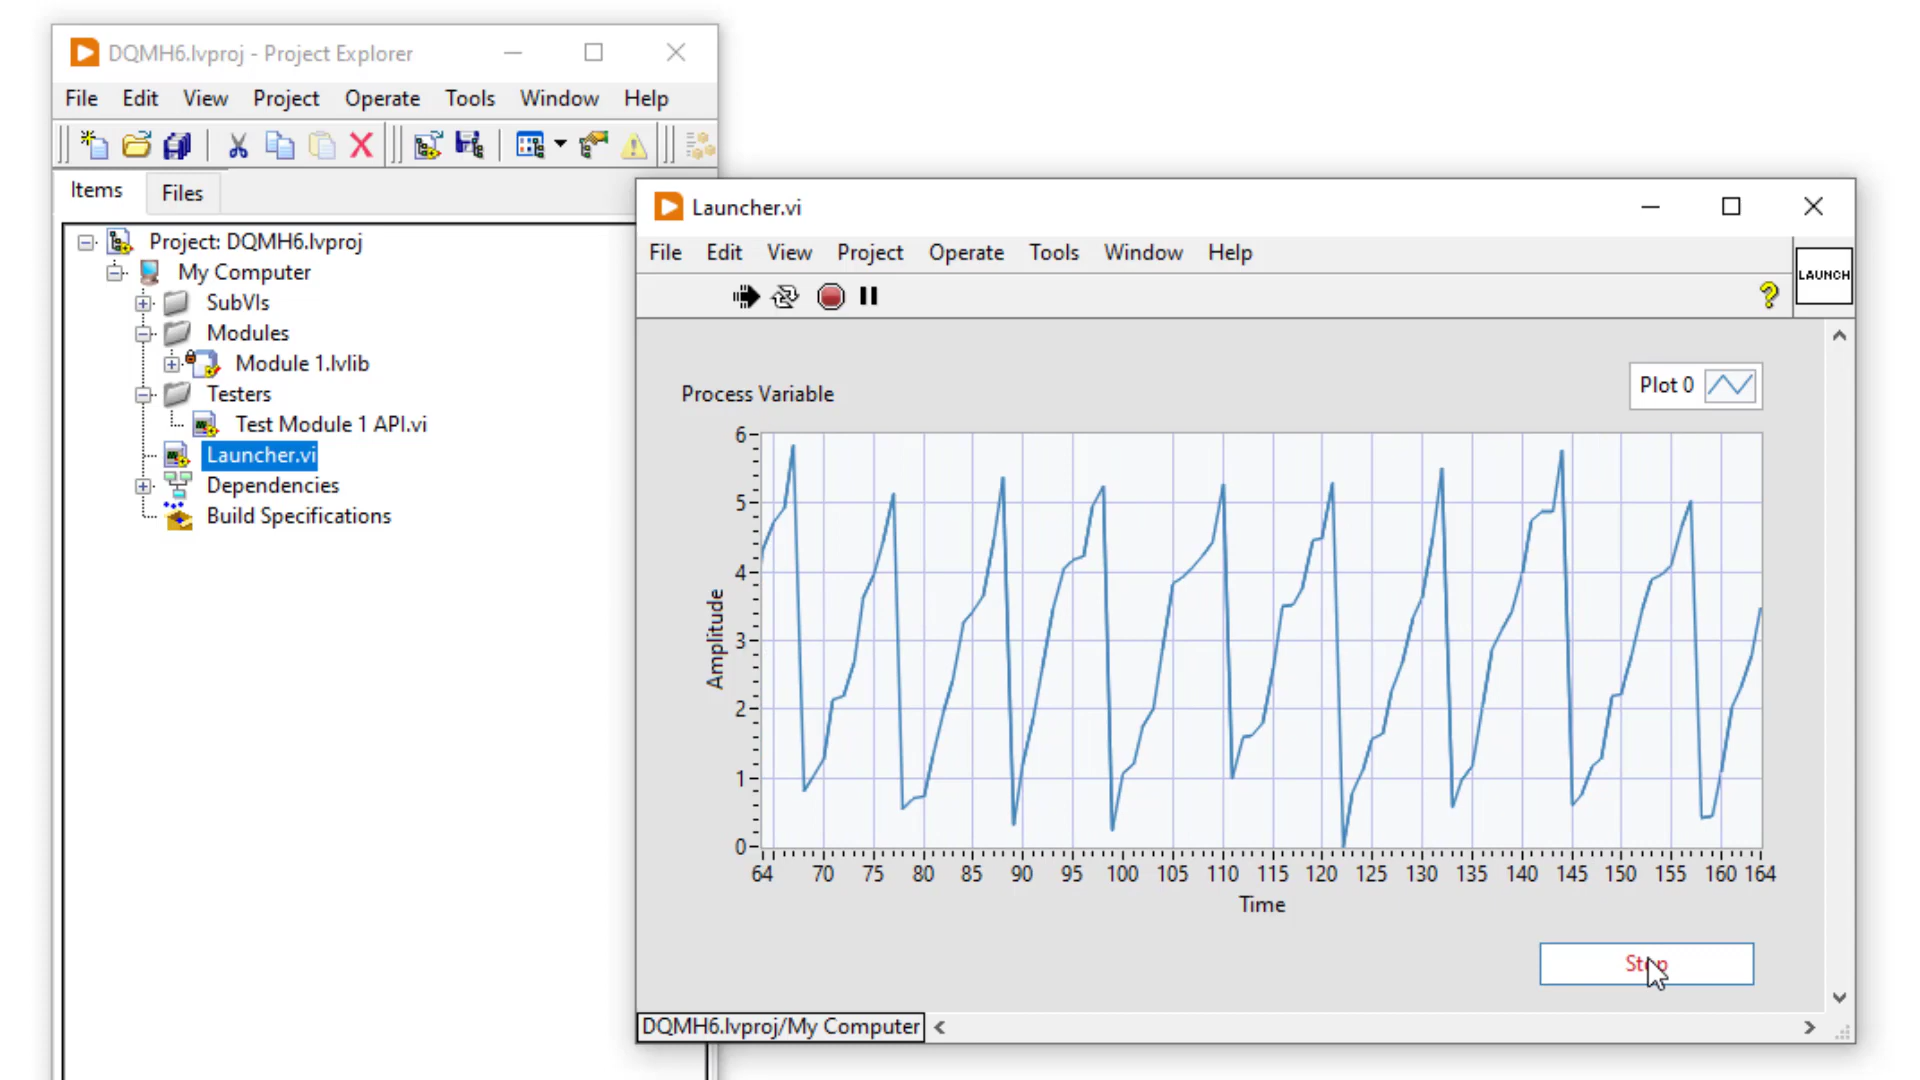 DQMH6.lvproj - Project Explorer
File Edit View Project Operate Tools Window Help
Items Files
Project: DQMH6.lvproj
My Computer
SubVIs
Modules
Module 1.lvlib
Testers
Test Module 1 API.vi
Launcher.vi
Dependencies
Build Specifications
Launcher.vi
File Edit View Project Operate Tools Window Help
LAUNCH
Process Variable
Plot 0
6
5
4
3
2
1
0
Amplitude
64 70 75 80 85 90 95 100 105 110 115 120 125 130 135 140 145 150 155 160 164
Time
Stop
DQMH6.lvproj/My Computer